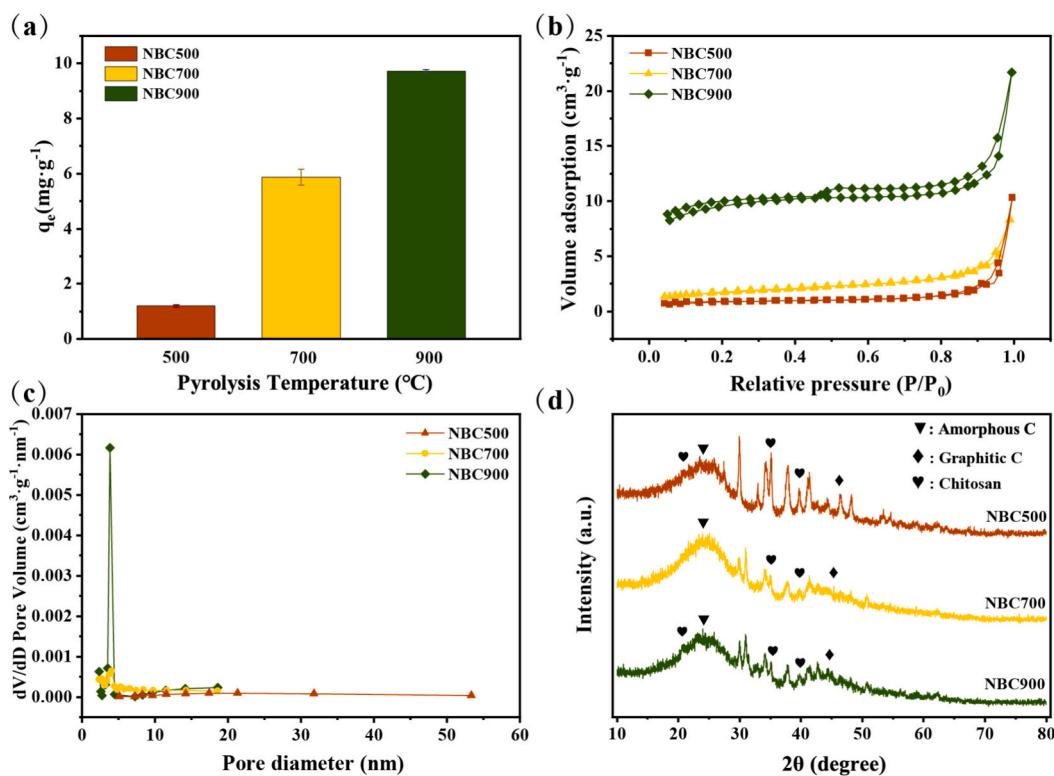 (a)
NBC500
NBC700
NBC900
10
8
6
4
2
0
qe(mg·g-1)
500
700
900
Pyrolysis Temperature (℃)
(b)
NBC500
NBC700
NBC900
25
20
15
10
5
0
Volume adsorption (cm3·g-1)
0.0
0.2
0.4
0.6
0.8
1.0
Relative pressure (P/P0)
(c)
NBC500
NBC700
NBC900
0.007
0.006
0.005
0.004
0.003
0.002
0.001
0.000
dV/dD Pore Volume (cm3·g-1·nm-1)
0
10
20
30
40
50
60
Pore diameter (nm)
(d)
: Amorphous C
: Graphitic C
: Chitosan
NBC500
NBC700
NBC900
Intensity (a.u.)
10
20
30
40
50
60
70
80
2θ (degree)